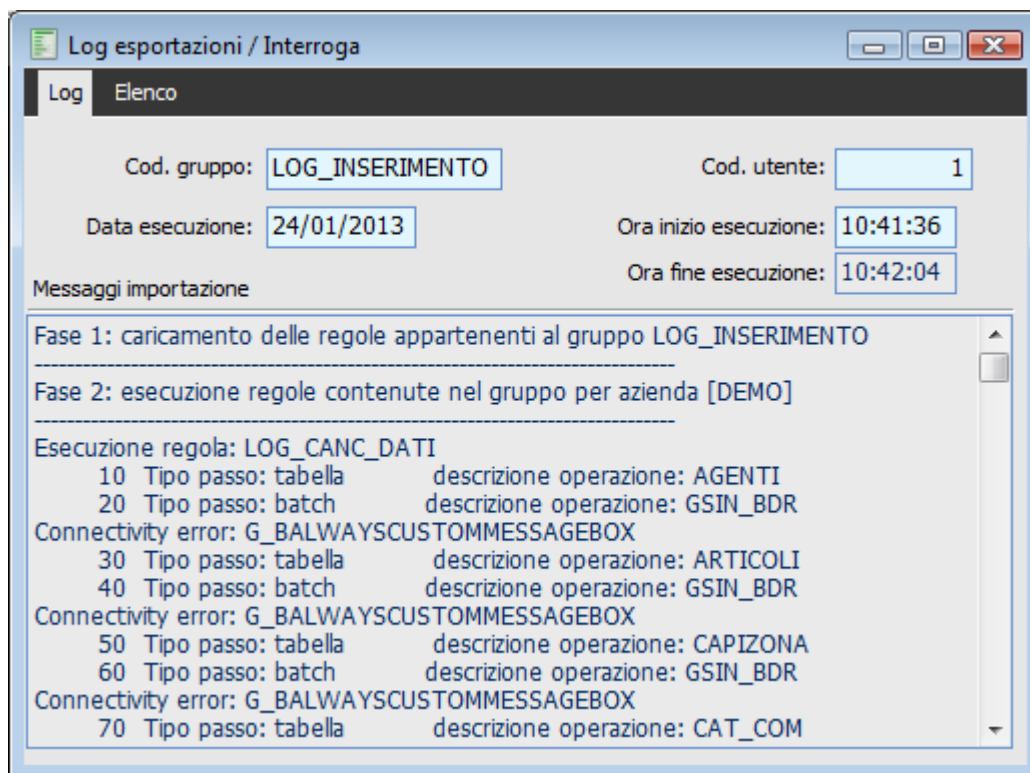 Log esportazioni / Interroga
Log Elenco
Cod. gruppo: LOG_INSERIMENTO Cod. utente: 1
Data esecuzione: 24/01/2013 Ora inizio esecuzione: 10:41:36
Ora fine esecuzione: 10:42:04
Messaggi importazione
Fase 1: caricamento delle regole appartenenti al gruppo LOG_INSERIMENTO
--------------------------------------------------------------------------------
Fase 2: esecuzione regole contenute nel gruppo per azienda [DEMO]
--------------------------------------------------------------------------------
Esecuzione regola: LOG_CANC_DATI
10 Tipo passo: tabella descrizione operazione: AGENTI
20 Tipo passo: batch descrizione operazione: GSIN_BDR
Connectivity error: G_BALWAYSCUSTOMMESSAGEBOX
30 Tipo passo: tabella descrizione operazione: ARTICOLI
40 Tipo passo: batch descrizione operazione: GSIN_BDR
Connectivity error: G_BALWAYSCUSTOMMESSAGEBOX
50 Tipo passo: tabella descrizione operazione: CAPIZONA
60 Tipo passo: batch descrizione operazione: GSIN_BDR
Connectivity error: G_BALWAYSCUSTOMMESSAGEBOX
70 Tipo passo: tabella descrizione operazione: CAT_COM